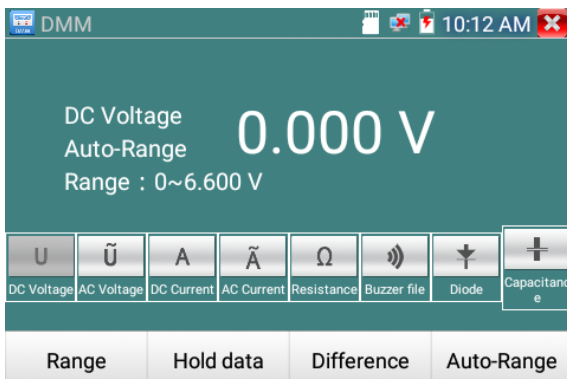 DMM
10:12 AM
DC Voltage
Auto-Range
Range : 0~6.600 V
0.000 V
U
Ũ
A
Ã
Ω
DC Voltage
AC Voltage
DC Current
AC Current
Resistance
Buzzer file
Diode
Capacitanc
e
Range
Hold data
Difference
Auto-Range